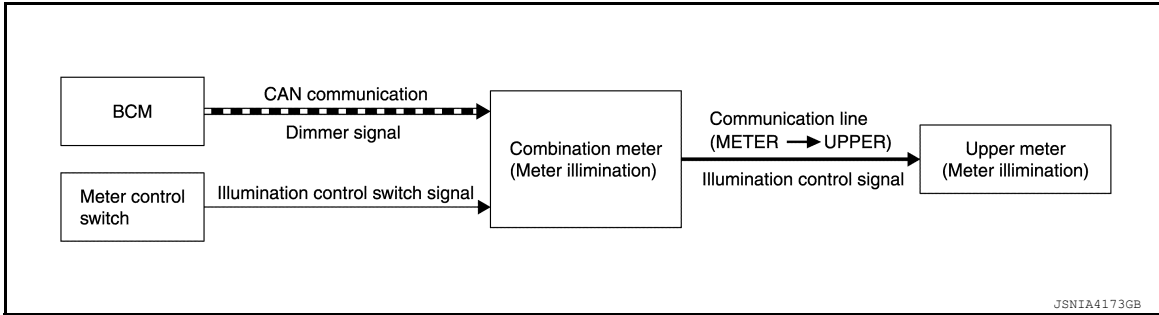 BCM
CAN communication
Dimmer signal
Meter control
switch
Illumination control switch signal
Combination meter
(Meter illimination)
Communication line
(METER → UPPER)
Illumination control signal
Upper meter
(Meter illimination)
JSNIA4173GB